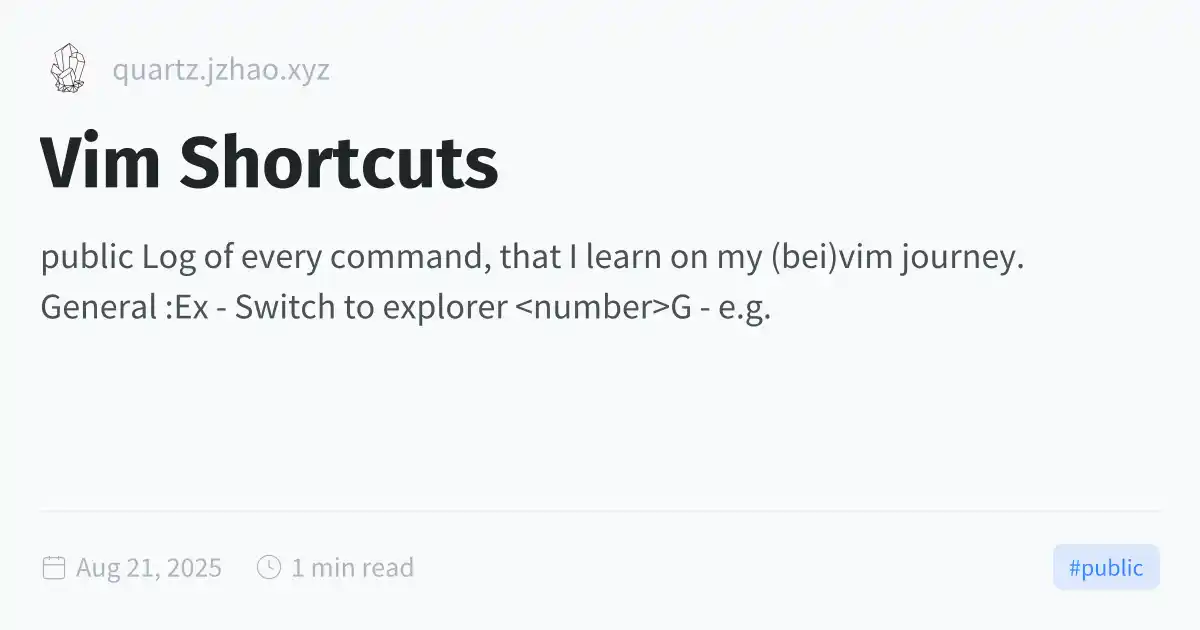 quartz.jzhao.xyz
Vim Shortcuts
public Log of every command, that I learn on my (bei)vim journey.
General :Ex - Switch to explorer <number>G - e.g.
Aug 21, 2025
1 min read
#public